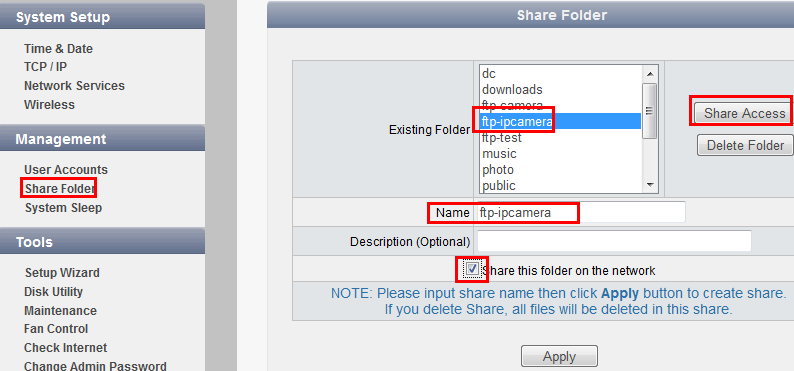 System Setup
Time & Date
TCP / IP
Network Services
Wireless
Management
User Accounts
Share Folder
System Sleep
Tools
Setup Wizard
Disk Utility
Maintenance
Fan Control
Check Internet
Change Admin Password
Share Folder
Existing Folder
dc
downloads
ftp-camera
ftp-ipcamera
ftp-test
music
photo
public
Share Access
Delete Folder
Name ftp-ipcamera
Description (Optional)
Share this folder on the network
NOTE: Please input share name then click Apply button to create share.
If you delete Share, all files will be deleted in this share.
Apply